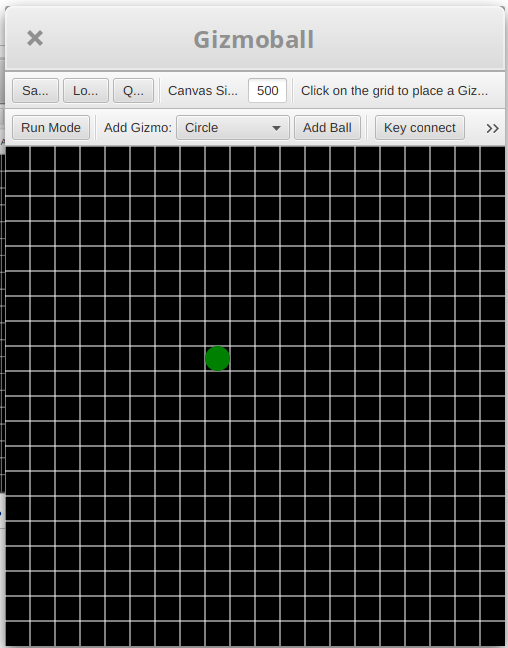 Gizmoball
Sa... Lo... Q... Canvas Si... 500 Click on the grid to place a Giz...
Run Mode Add Gizmo: Circle Add Ball Key connect